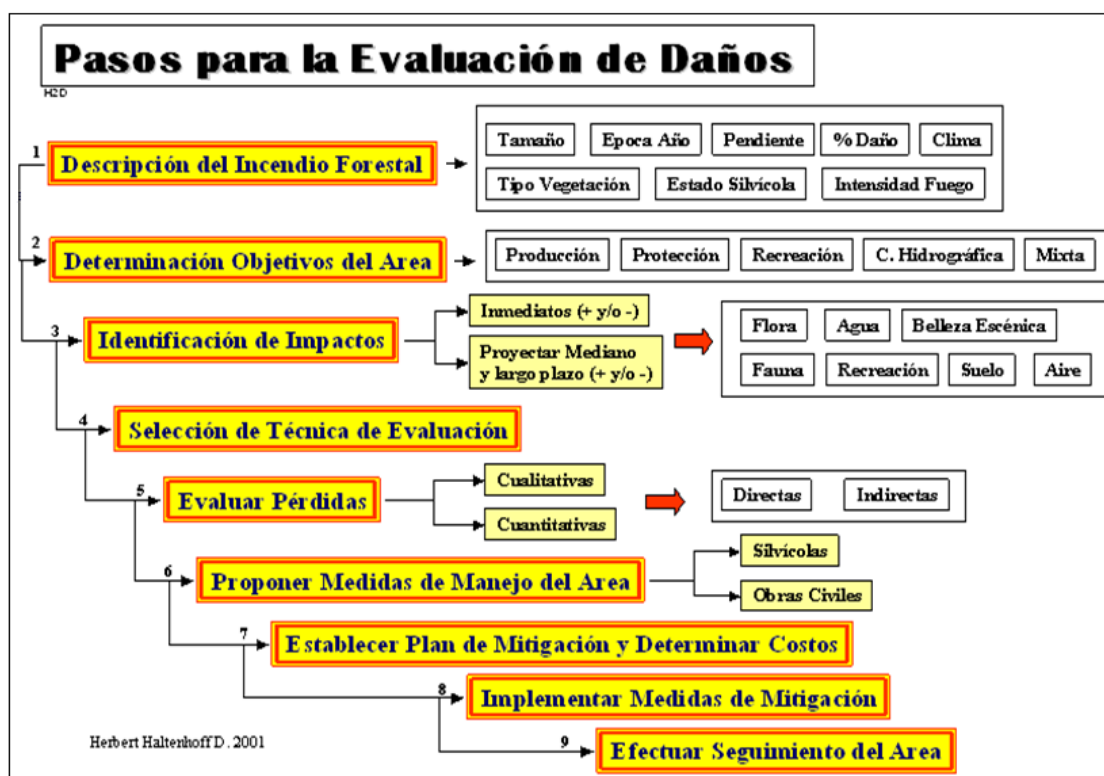 Pasos para la Evaluación de Daños
H2D
1
Descripción del Incendio Forestal
Tamaño
Epoca Año
Pendiente
% Daño
Clima
Tipo Vegetación
Estado Silvícola
Intensidad Fuego
2
Determinación Objetivos del Area
Producción
Protección
Recreación
C. Hidrográfica
Mixta
3
Identificación de Impactos
Inmediatos (+ y/o -)
Proyectar Mediano
y largo plazo (+ y/o -)
Flora
Agua
Belleza Escénica
Fauna
Recreación
Suelo
Aire
4
Selección de Técnica de Evaluación
5
Evaluar Pérdidas
Cualitativas
Cuantitativas
Directas
Indirectas
6
Proponer Medidas de Manejo del Area
Silvícolas
Obras Civiles
7
Establecer Plan de Mitigación y Determinar Costos
8
Implementar Medidas de Mitigación
9
Efectuar Seguimiento del Area
Herbert Haltenhoff D. 2001